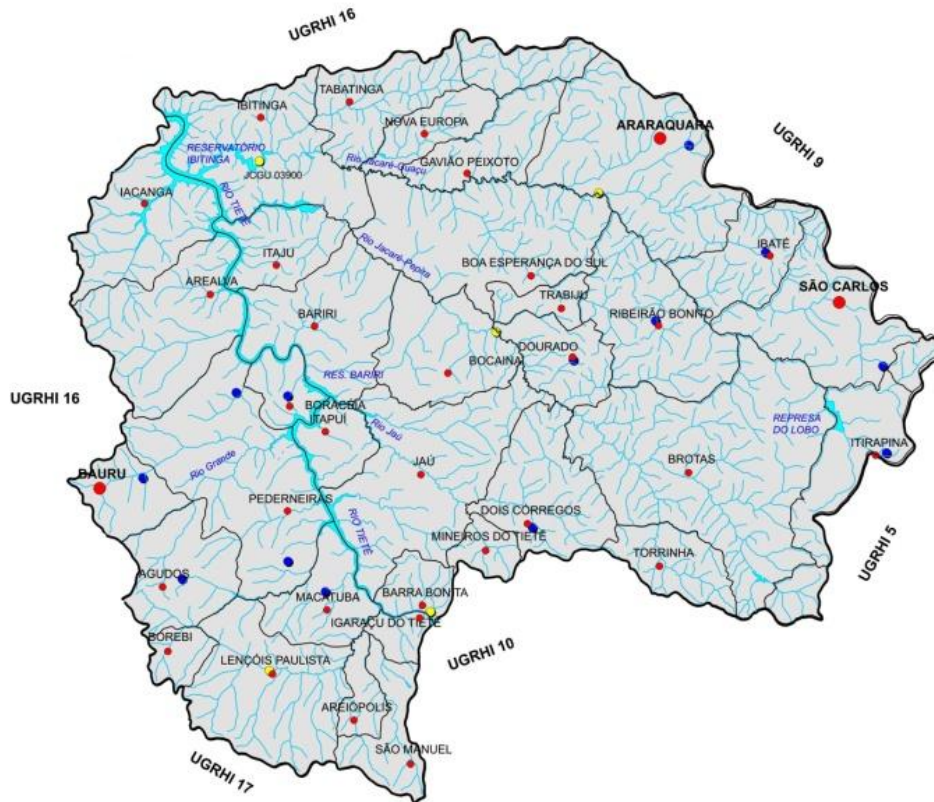 UGRHI 16
TABATINGA
IBITINGA
NOVA EUROPA
ARARAQUARA
UGRHI 9
RESERVATÓRIO
IBITINGA
Rio Jacaré-Guaçu
GAVIÃO PEIXOTO
JCGU 03900
IACANGA
RIO TIETÊ
Rio Jacaré-Pepira
IBATÉ
ITAJU
BOA ESPERANÇA DO SUL
AREALVA
TRABIJU
SÃO CARLOS
BARIRI
RIBEIRÃO BONITO
DOURADO
BOCAINA
RES. BARIRI
UGRHI 16
BORACÉIA
ITAPUÍ
Rio Jaú
REPRESA
DO LOBO
ITIRAPINA
Rio Grande
JAÚ
BROTAS
BAURU
PEDERNEIRAS
RIO TIETÊ
DOIS CÓRREGOS
MINEIROS DO TIETÊ
TORRINHA
UGRHI 5
AGUDOS
BARRA BONITA
MACATUBA
IGARAÇU DO TIETÊ
BOREBI
UGRHI 10
LENÇÓIS PAULISTA
AREIÓPOLIS
SÃO MANUEL
UGRHI 17